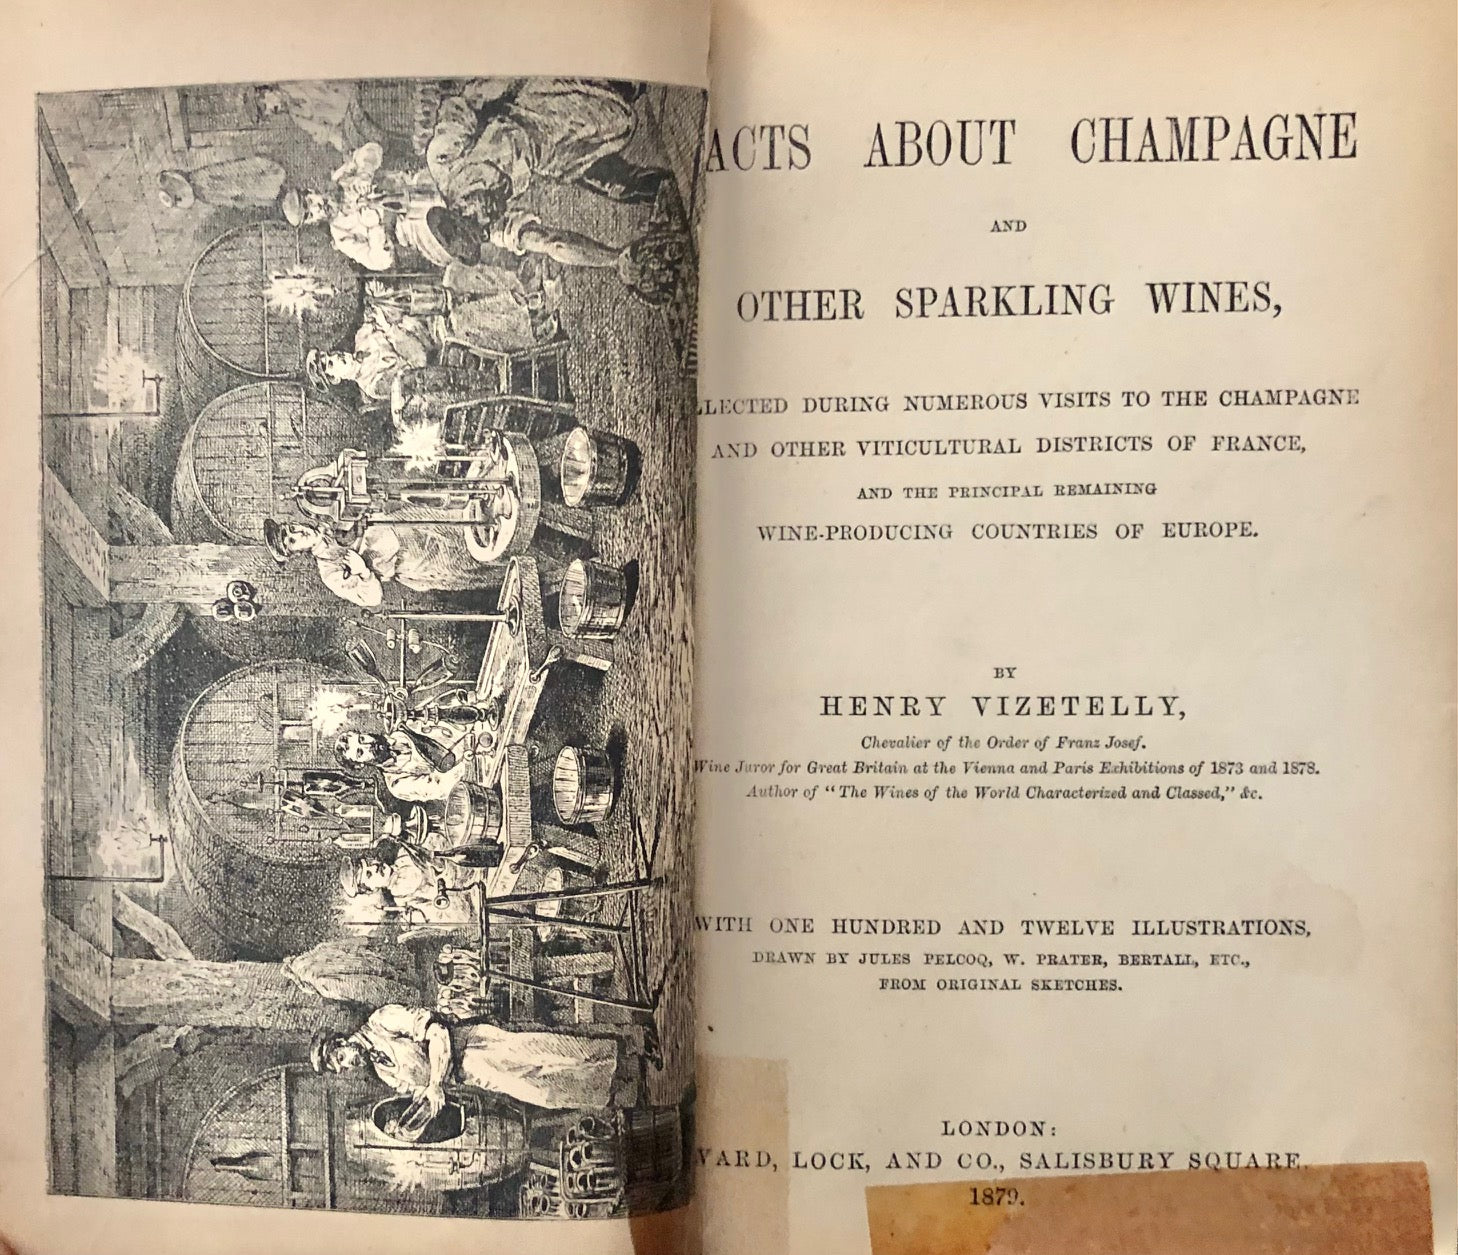 ACTS ABOUT CHAMPAGNE
AND
OTHER SPARKLING WINES,
LLECTED DURING NUMEROUS VISITS TO THE CHAMPAGNE
AND OTHER VITICULTURAL DISTRICTS OF FRANCE,
AND THE PRINCIPAL REMAINING
WINE-PRODUCING COUNTRIES OF EUROPE.
BY
HENRY VIZETELLY,
Chevalier of the Order of Franz Josef.
Wine Juror for Great Britain at the Vienna and Paris Exhibitions of 1873 and 1878.
Author of "The Wines of the World Characterized and Classed," &c.
WITH ONE HUNDRED AND TWELVE ILLUSTRATIONS,
DRAWN BY JULES PELCOQ, W. PRATER, BERTALL, ETC.,
FROM ORIGINAL SKETCHES.
LONDON:
WARD, LOCK, AND CO., SALISBURY SQUARE.
1879.